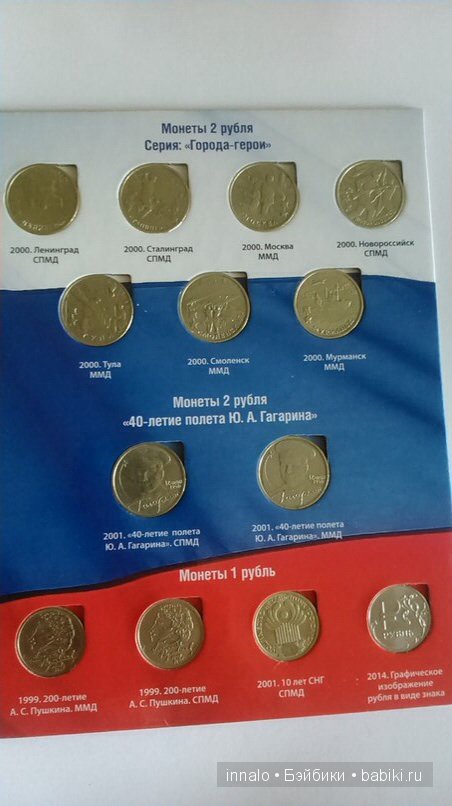 Монеты 2 рубля
Серия: «Города-герои»
2000. Ленинград
СПМД
2000. Сталинград
СПМД
2000. Москва
ММД
2000. Новороссийск
СПМД
2000. Тула
ММД
2000. Смоленск
ММД
2000. Мурманск
ММД
Монеты 2 рубля
«40-летие полета Ю. А. Гагарина»
2001. «40-летие полета
Ю. А. Гагарина». СПМД
2001. «40-летие полета
Ю. А. Гагарина». ММД
Монеты 1 рубль
1
РУБЛЬ
1999. 200-летие
А. С. Пушкина. ММД
1999. 200-летие
А. С. Пушкина. СПМД
2001. 10 лет СНГ
СПМД
2014. Графическое
изображение
рубля в виде знака
innalo • Бэйбики • babiki.ru